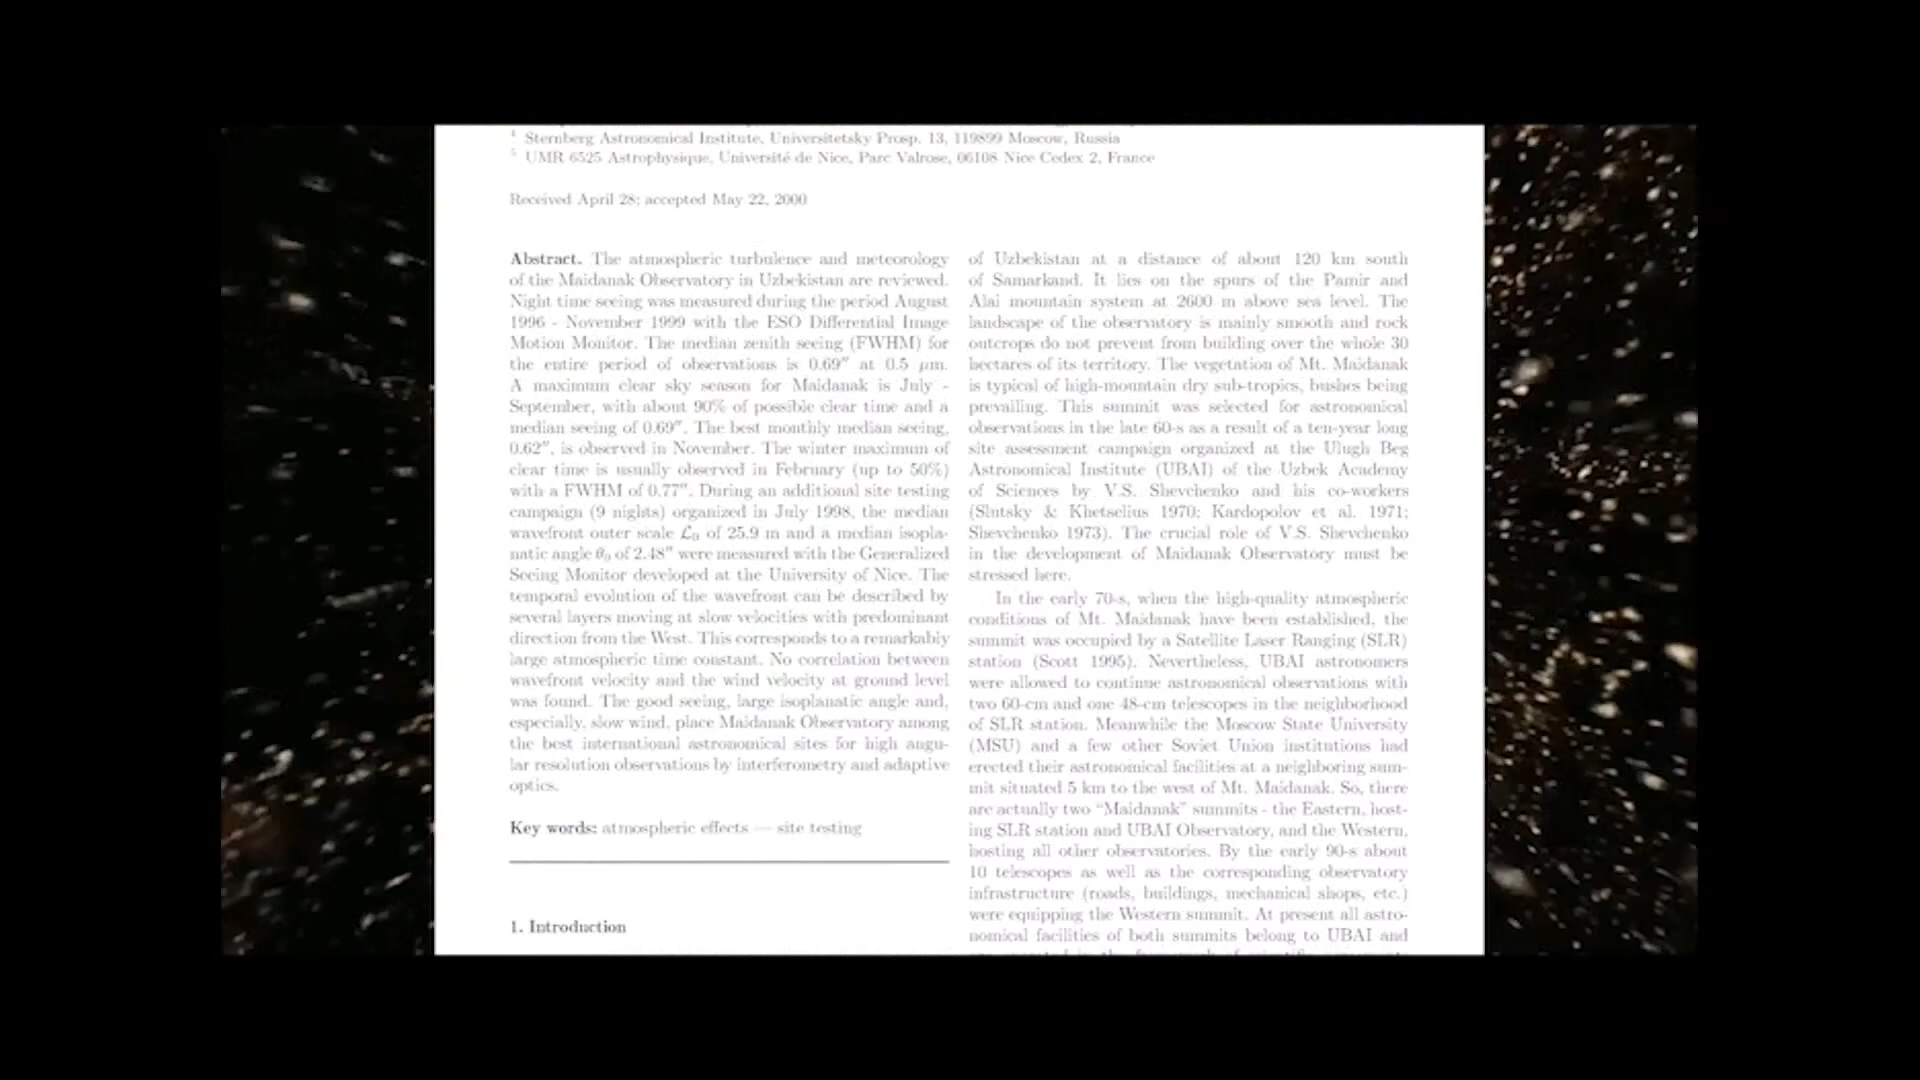 4 Sternberg Astronomical Institute, Universitetsky Prosp. 13, 119899 Moscow, Russia
5 UMR 6525 Astrophysique, Université de Nice, Parc Valrose, 06108 Nice Cedex 2, France
Received April 28; accepted May 22, 2000
Abstract. The atmospheric turbulence and meteorology
of the Maidanak Observatory in Uzbekistan are reviewed.
Night time seeing was measured during the period August
1996 - November 1999 with the ESO Differential Image
Motion Monitor. The median zenith seeing (FWHM) for
the entire period of observations is 0.69″ at 0.5 μm.
A maximum clear sky season for Maidanak is July -
September, with about 90% of possible clear time and a
median seeing of 0.69″. The best monthly median seeing,
0.62″, is observed in November. The winter maximum of
clear time is usually observed in February (up to 50%)
with a FWHM of 0.77″. During an additional site testing
campaign (9 nights) organized in July 1998, the median
wavefront outer scale ℒ₀ of 25.9 m and a median isopla-
natic angle θ₀ of 2.48″ were measured with the Generalized
Seeing Monitor developed at the University of Nice. The
temporal evolution of the wavefront can be described by
several layers moving at slow velocities with predominant
direction from the West. This corresponds to a remarkably
large atmospheric time constant. No correlation between
wavefront velocity and the wind velocity at ground level
was found. The good seeing, large isoplanatic angle and,
especially, slow wind, place Maidanak Observatory among
the best international astronomical sites for high angu-
lar resolution observations by interferometry and adaptive
optics.
Key words: atmospheric effects — site testing
1. Introduction
of Uzbekistan at a distance of about 120 km south
of Samarkand. It lies on the spurs of the Pamir and
Alai mountain system at 2600 m above sea level. The
landscape of the observatory is mainly smooth and rock
outcrops do not prevent from building over the whole 30
hectares of its territory. The vegetation of Mt. Maidanak
is typical of high-mountain dry sub-tropics, bushes being
prevailing. This summit was selected for astronomical
observations in the late 60-s as a result of a ten-year long
site assessment campaign organized at the Ulugh Beg
Astronomical Institute (UBAI) of the Uzbek Academy
of Sciences by V.S. Shevchenko and his co-workers
(Slutsky & Khetselius 1970; Kardopolov et al. 1971;
Shevchenko 1973). The crucial role of V.S. Shevchenko
in the development of Maidanak Observatory must be
stressed here.
In the early 70-s, when the high-quality atmospheric
conditions of Mt. Maidanak have been established, the
summit was occupied by a Satellite Laser Ranging (SLR)
station (Scott 1995). Nevertheless, UBAI astronomers
were allowed to continue astronomical observations with
two 60-cm and one 48-cm telescopes in the neighborhood
of SLR station. Meanwhile the Moscow State University
(MSU) and a few other Soviet Union institutions had
erected their astronomical facilities at a neighboring sum-
mit situated 5 km to the west of Mt. Maidanak. So, there
are actually two “Maidanak” summits - the Eastern, host-
ing SLR station and UBAI Observatory, and the Western,
hosting all other observatories. By the early 90-s about
10 telescopes as well as the corresponding observatory
infrastructure (roads, buildings, mechanical shops, etc.)
were equipping the Western summit. At present all astro-
nomical facilities of both summits belong to UBAI and